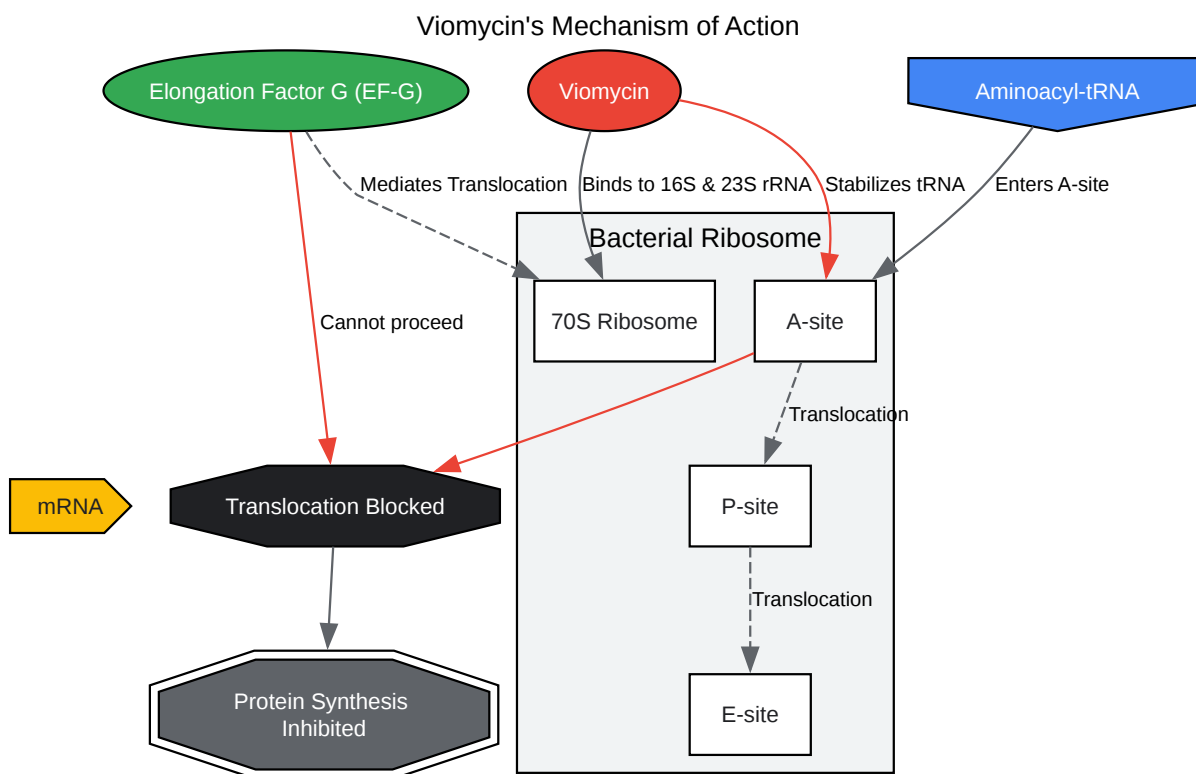 Viomycin's Mechanism of Action
Elongation Factor G (EF-G)
Viomycin
Aminoacyl-tRNA
Mediates Translocation
Binds to 16S & 23S rRNA
Stabilizes tRNA
Enters A-site
Bacterial Ribosome
Cannot proceed
70S Ribosome
A-site
Translocation
mRNA
Translocation Blocked
P-site
Translocation
Protein Synthesis
Inhibited
E-site